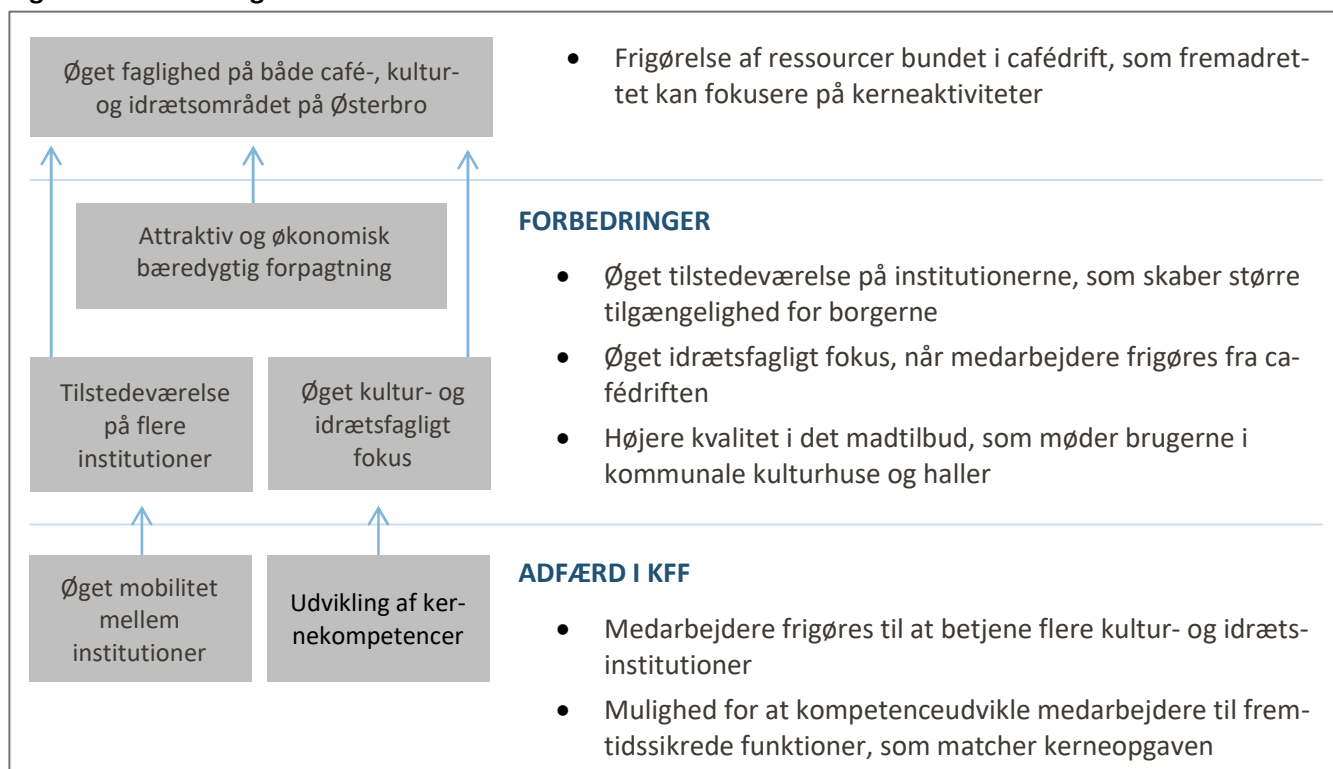 Øget faglighed på både café-, kultur-
og idrætsområdet på Østerbro
• Frigørelse af ressourcer bundet i cafédrift, som fremadret-
tet kan fokusere på kerneaktiviteter
Attraktiv og økonomisk
bæredygtig forpagtning
Tilstedeværelse
på flere
institutioner
Øget kultur- og
idrætsfagligt
fokus
FORBEDRINGER
• Øget tilstedeværelse på institutionerne, som skaber større
tilgængelighed for borgerne
• Øget idrætsfagligt fokus, når medarbejdere frigøres fra ca-
fédriften
• Højere kvalitet i det madtilbud, som møder brugerne i
kommunale kulturhuse og haller
Øget mobilitet
mellem
institutioner
Udvikling af ker-
nekompetencer
ADFÆRD I KFF
• Medarbejdere frigøres til at betjene flere kultur- og idræts-
institutioner
• Mulighed for at kompetenceudvikle medarbejdere til frem-
tidssikrede funktioner, som matcher kerneopgaven